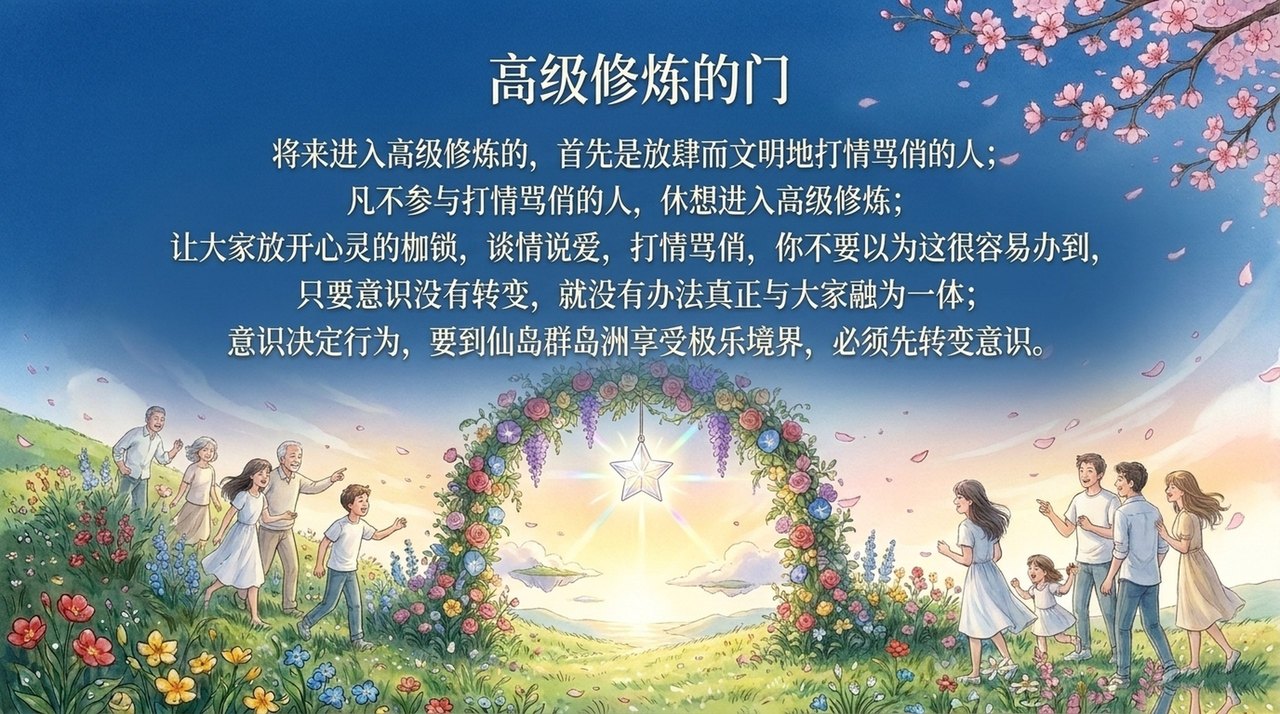 高级修炼的门
将来进入高级修炼的，首先是放肆而文明地打情骂俏的人；
凡不参与打情骂俏的人，休想进入高级修炼；
让大家放开心灵的枷锁，谈情说爱，打情骂俏，你不要以为这很容易办到，
只要意识没有转变，就没有办法真正与大家融为一体；
意识决定行为，要到仙岛群岛洲享受极乐境界，必须先转变意识。